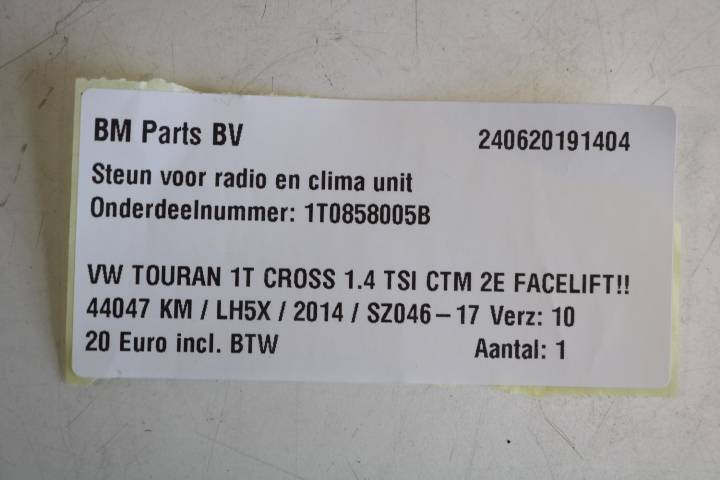 BM Parts BV 240620191404
Steun voor radio en clima unit
Onderdeelnummer: 1T0858005B
VW TOURAN 1T CROSS 1.4 TSI CTM 2E FACELIFT!!
44047 KM / LH5X / 2014 / SZ046-17 Verz: 10
20 Euro incl. BTW Aantal: 1